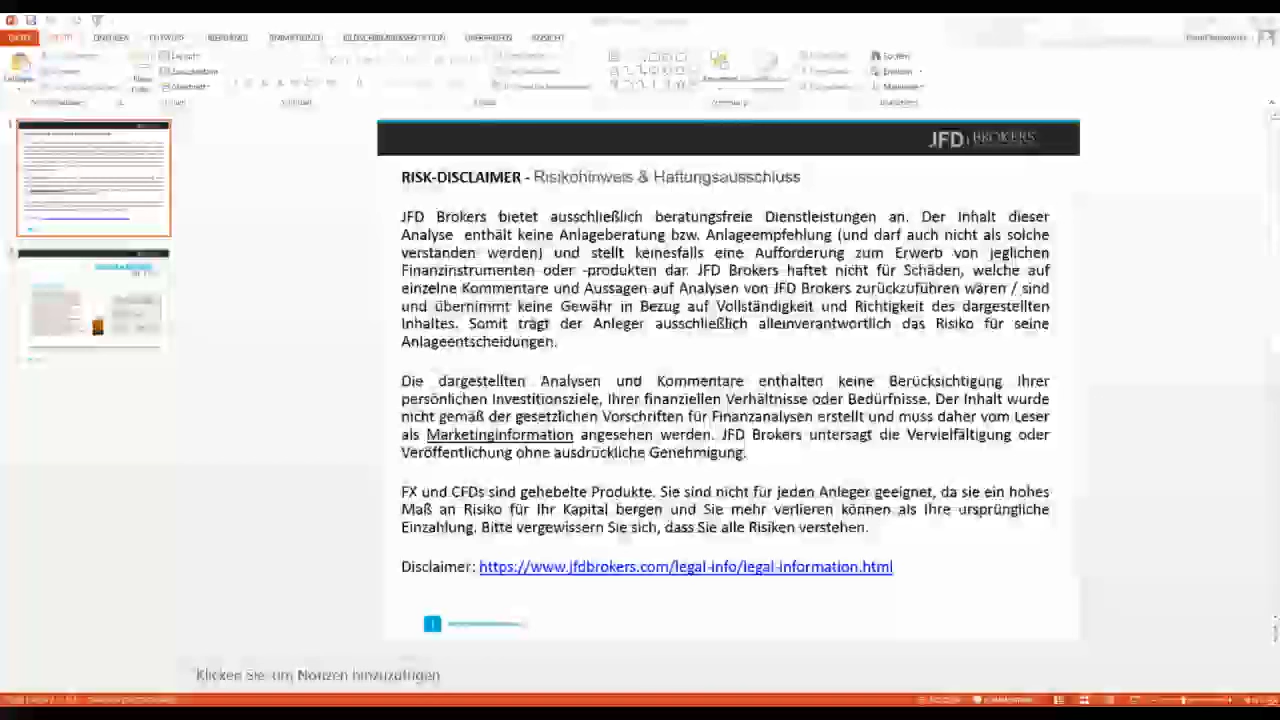 DATEI
ENTWURF
ANSICHT
JFD BROKERS
RISK-DISCLAIMER - Risikohinweis & Haftungsausschluss
JFD Brokers bietet ausschließlich beratungsfreie Dienstleistungen an. Der Inhalt dieser
Analyse enthält keine Anlageberatung bzw. Anlageempfehlung (und darf auch nicht als solche
verstanden werden) und stellt keinesfalls eine Aufforderung zum Erwerb von jeglichen
Finanzinstrumenten oder -produkten dar. JFD Brokers haftet nicht für Schäden, welche auf
einzelne Kommentare und Aussagen auf Analysen von JFD Brokers zurückzuführen wären / sind
und übernimmt keine Gewähr in Bezug auf Vollständigkeit und Richtigkeit des dargestellten
Inhaltes. Somit trägt der Anleger ausschließlich alleinverantwortlich das Risiko für seine
Anlageentscheidungen.
Die dargestellten Analysen und Kommentare enthalten keine Berücksichtigung Ihrer
persönlichen Investitionsziele, Ihrer finanziellen Verhältnisse oder Bedürfnisse. Der Inhalt wurde
nicht gemäß der gesetzlichen Vorschriften für Finanzanalysen erstellt und muss daher vom Leser
als Marketinginformation angesehen werden. JFD Brokers untersagt die Vervielfältigung oder
Veröffentlichung ohne ausdrückliche Genehmigung.
FX und CFDs sind gehebelte Produkte. Sie sind nicht für jeden Anleger geeignet, da sie ein hohes
Maß an Risiko für Ihr Kapital bergen und Sie mehr verlieren können als Ihre ursprüngliche
Einzahlung. Bitte vergewissern Sie sich, dass Sie alle Risiken verstehen.
Disclaimer: https://www.jfdbrokers.com/legal-info/legal-information.html
1
Klicken Sie, um Notizen hinzuzufügen